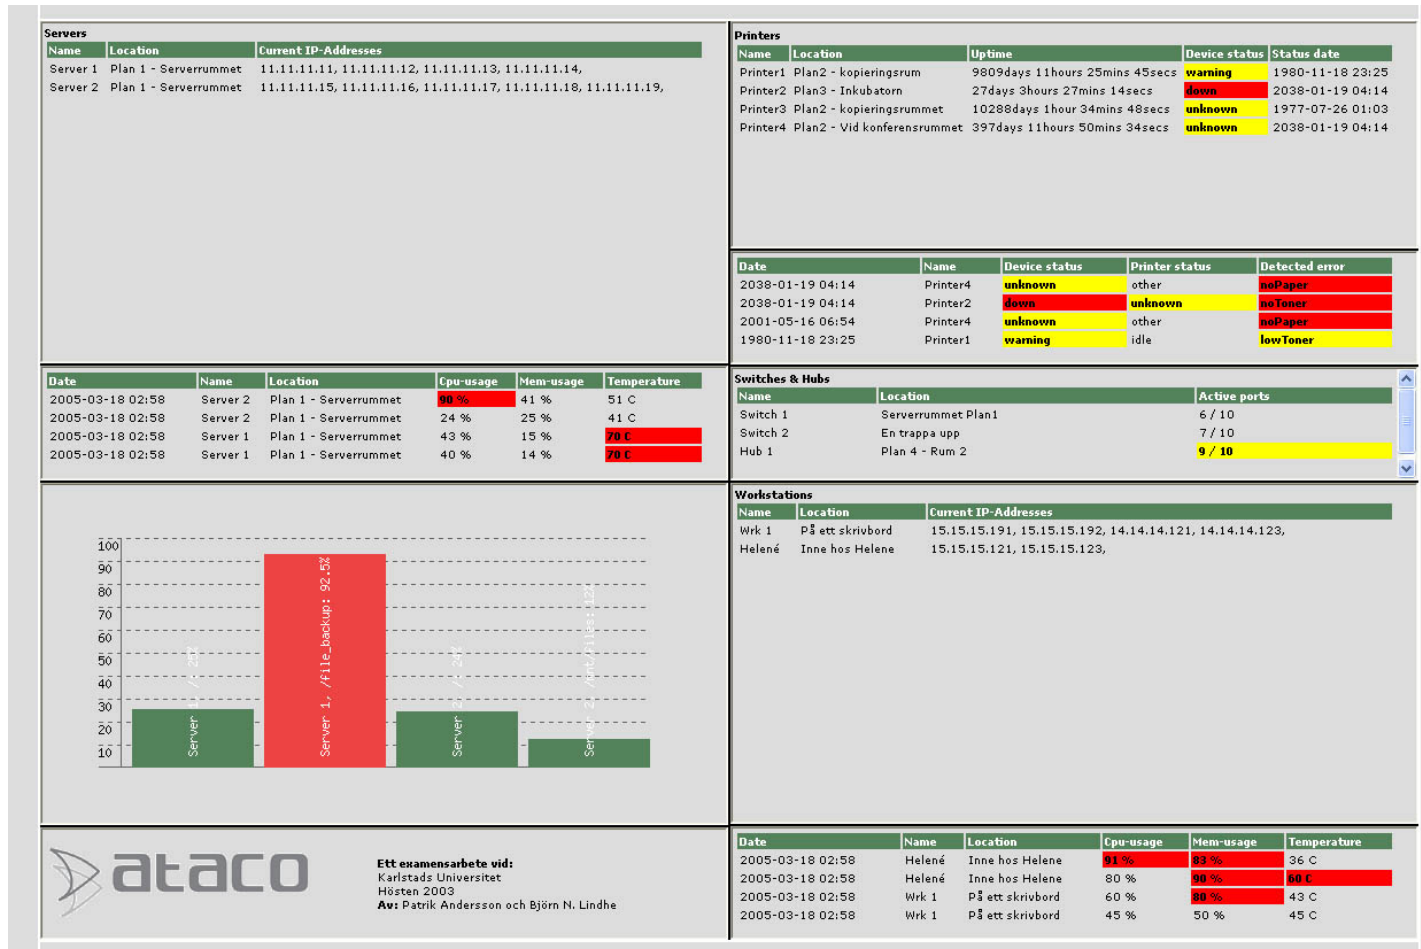 Servers
Name Location Current IP-Addresses
Server 1 Plan 1 - Serverrummet 11.11.11.11, 11.11.11.12, 11.11.11.13, 11.11.11.14,
Server 2 Plan 1 - Serverrummet 11.11.11.15, 11.11.11.16, 11.11.11.17, 11.11.11.18, 11.11.11.19,
Date Name Location Cpu-usage Mem-usage Temperature
2005-03-18 02:58 Server 2 Plan 1 - Serverrummet 90 % 41 % 51 C
2005-03-18 02:58 Server 2 Plan 1 - Serverrummet 24 % 25 % 41 C
2005-03-18 02:58 Server 1 Plan 1 - Serverrummet 43 % 15 % 70 C
2005-03-18 02:58 Server 1 Plan 1 - Serverrummet 40 % 14 % 70 C
100
90
80
70
60
50
40
30
20
10
Server 1, /: 25%
Server 1, /file_backup: 92.5%
Server 2, /: 24%
Server 2, /mnt/files: 12%
ataco
Ett examensarbete vid:
Karlstads Universitet
Hösten 2003
Av: Patrik Andersson och Björn N. Lindhe
Printers
Name Location Uptime Device status Status date
Printer1 Plan2 - kopieringsrum 9809days 11hours 25mins 45secs warning 1980-11-18 23:25
Printer2 Plan3 - Inkubatorn 27days 3hours 27mins 14secs down 2038-01-19 04:14
Printer3 Plan2 - kopieringsrummet 10288days 1hour 34mins 48secs unknown 1977-07-26 01:03
Printer4 Plan2 - Vid konferensrummet 397days 11hours 50mins 34secs unknown 2038-01-19 04:14
Date Name Device status Printer status Detected error
2038-01-19 04:14 Printer4 unknown other noPaper
2038-01-19 04:14 Printer2 down unknown noToner
2001-05-16 06:54 Printer4 unknown other noPaper
1980-11-18 23:25 Printer1 warning idle lowToner
Switches & Hubs
Name Location Active ports
Switch 1 Serverrummet Plan1 6 / 10
Switch 2 En trappa upp 7 / 10
Hub 1 Plan 4 - Rum 2 9 / 10
Workstations
Name Location Current IP-Addresses
Wrk 1 På ett skrivbord 15.15.15.191, 15.15.15.192, 14.14.14.121, 14.14.14.123,
Helené Inne hos Helene 15.15.15.121, 15.15.15.123,
Date Name Location Cpu-usage Mem-usage Temperature
2005-03-18 02:58 Helené Inne hos Helene 91 % 83 % 36 C
2005-03-18 02:58 Helené Inne hos Helene 80 % 90 % 60 C
2005-03-18 02:58 Wrk 1 På ett skrivbord 60 % 80 % 43 C
2005-03-18 02:58 Wrk 1 På ett skrivbord 45 % 50 % 45 C